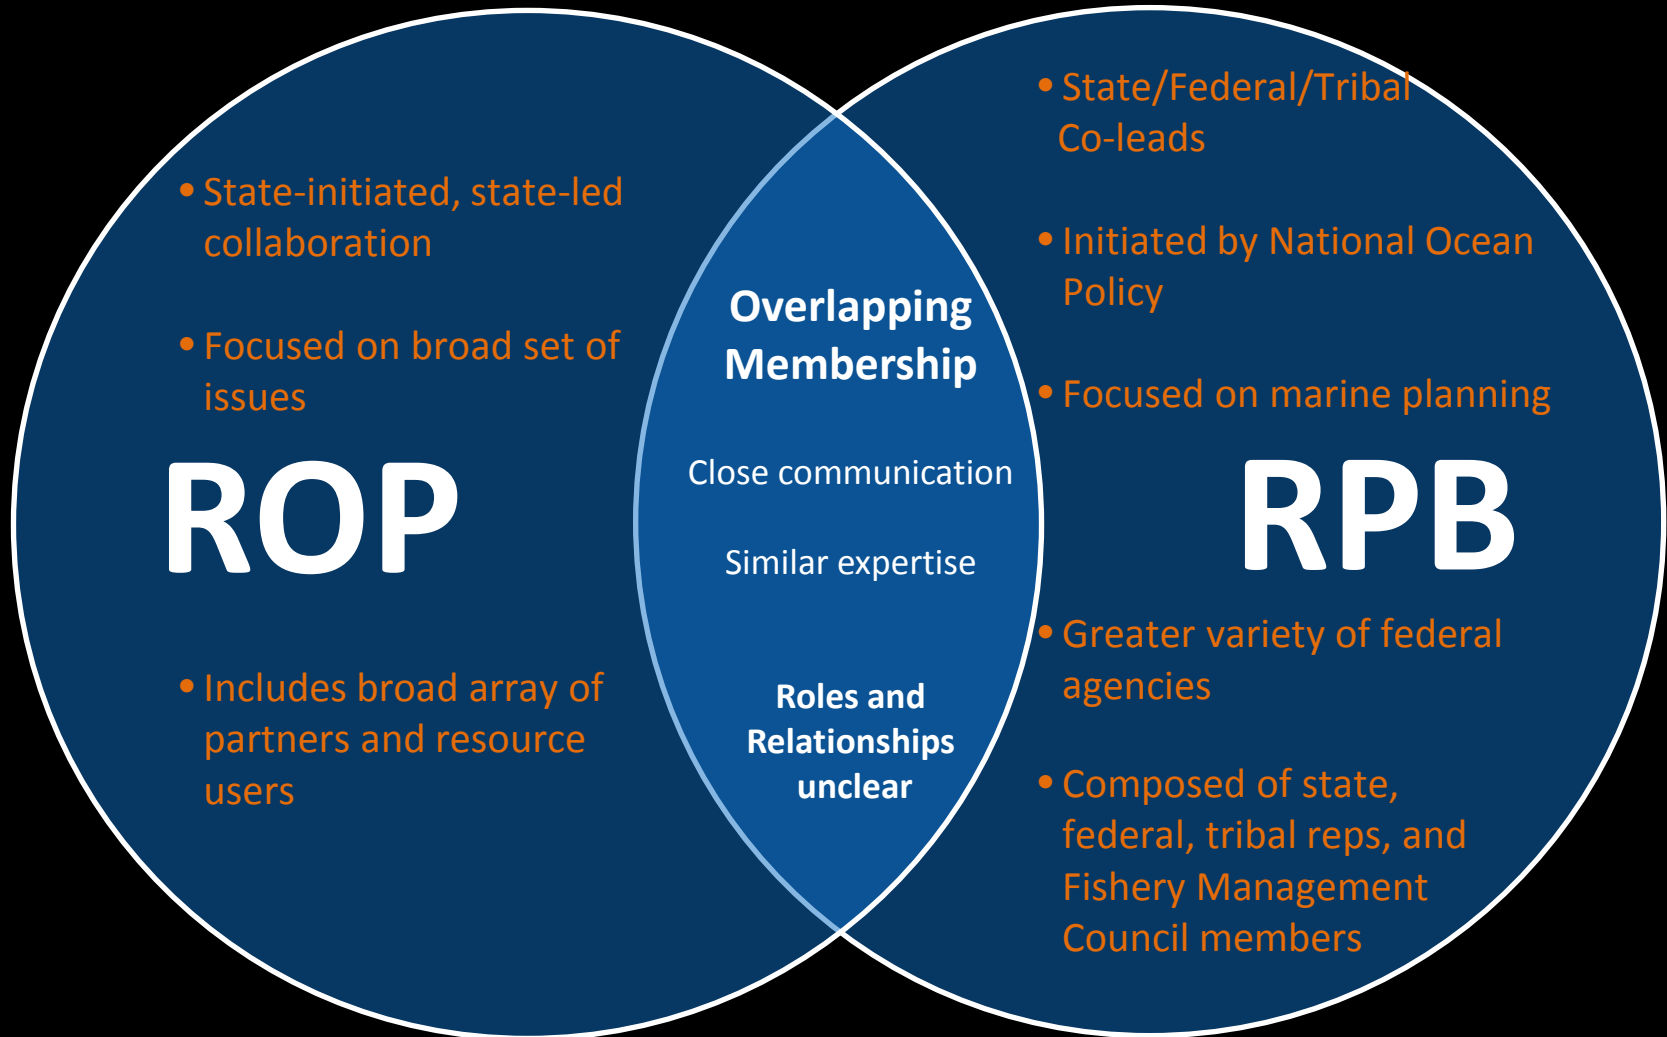 • State-initiated, state-led
collaboration
• Focused on broad set of
issues
ROP
• Includes broad array of
partners and resource
users
Overlapping
Membership
Close communication
Similar expertise
Roles and
Relationships
unclear
• State/Federal/Tribal
Co-leads
• Initiated by National Ocean
Policy
• Focused on marine planning
RPB
• Greater variety of federal
agencies
• Composed of state,
federal, tribal reps, and
Fishery Management
Council members